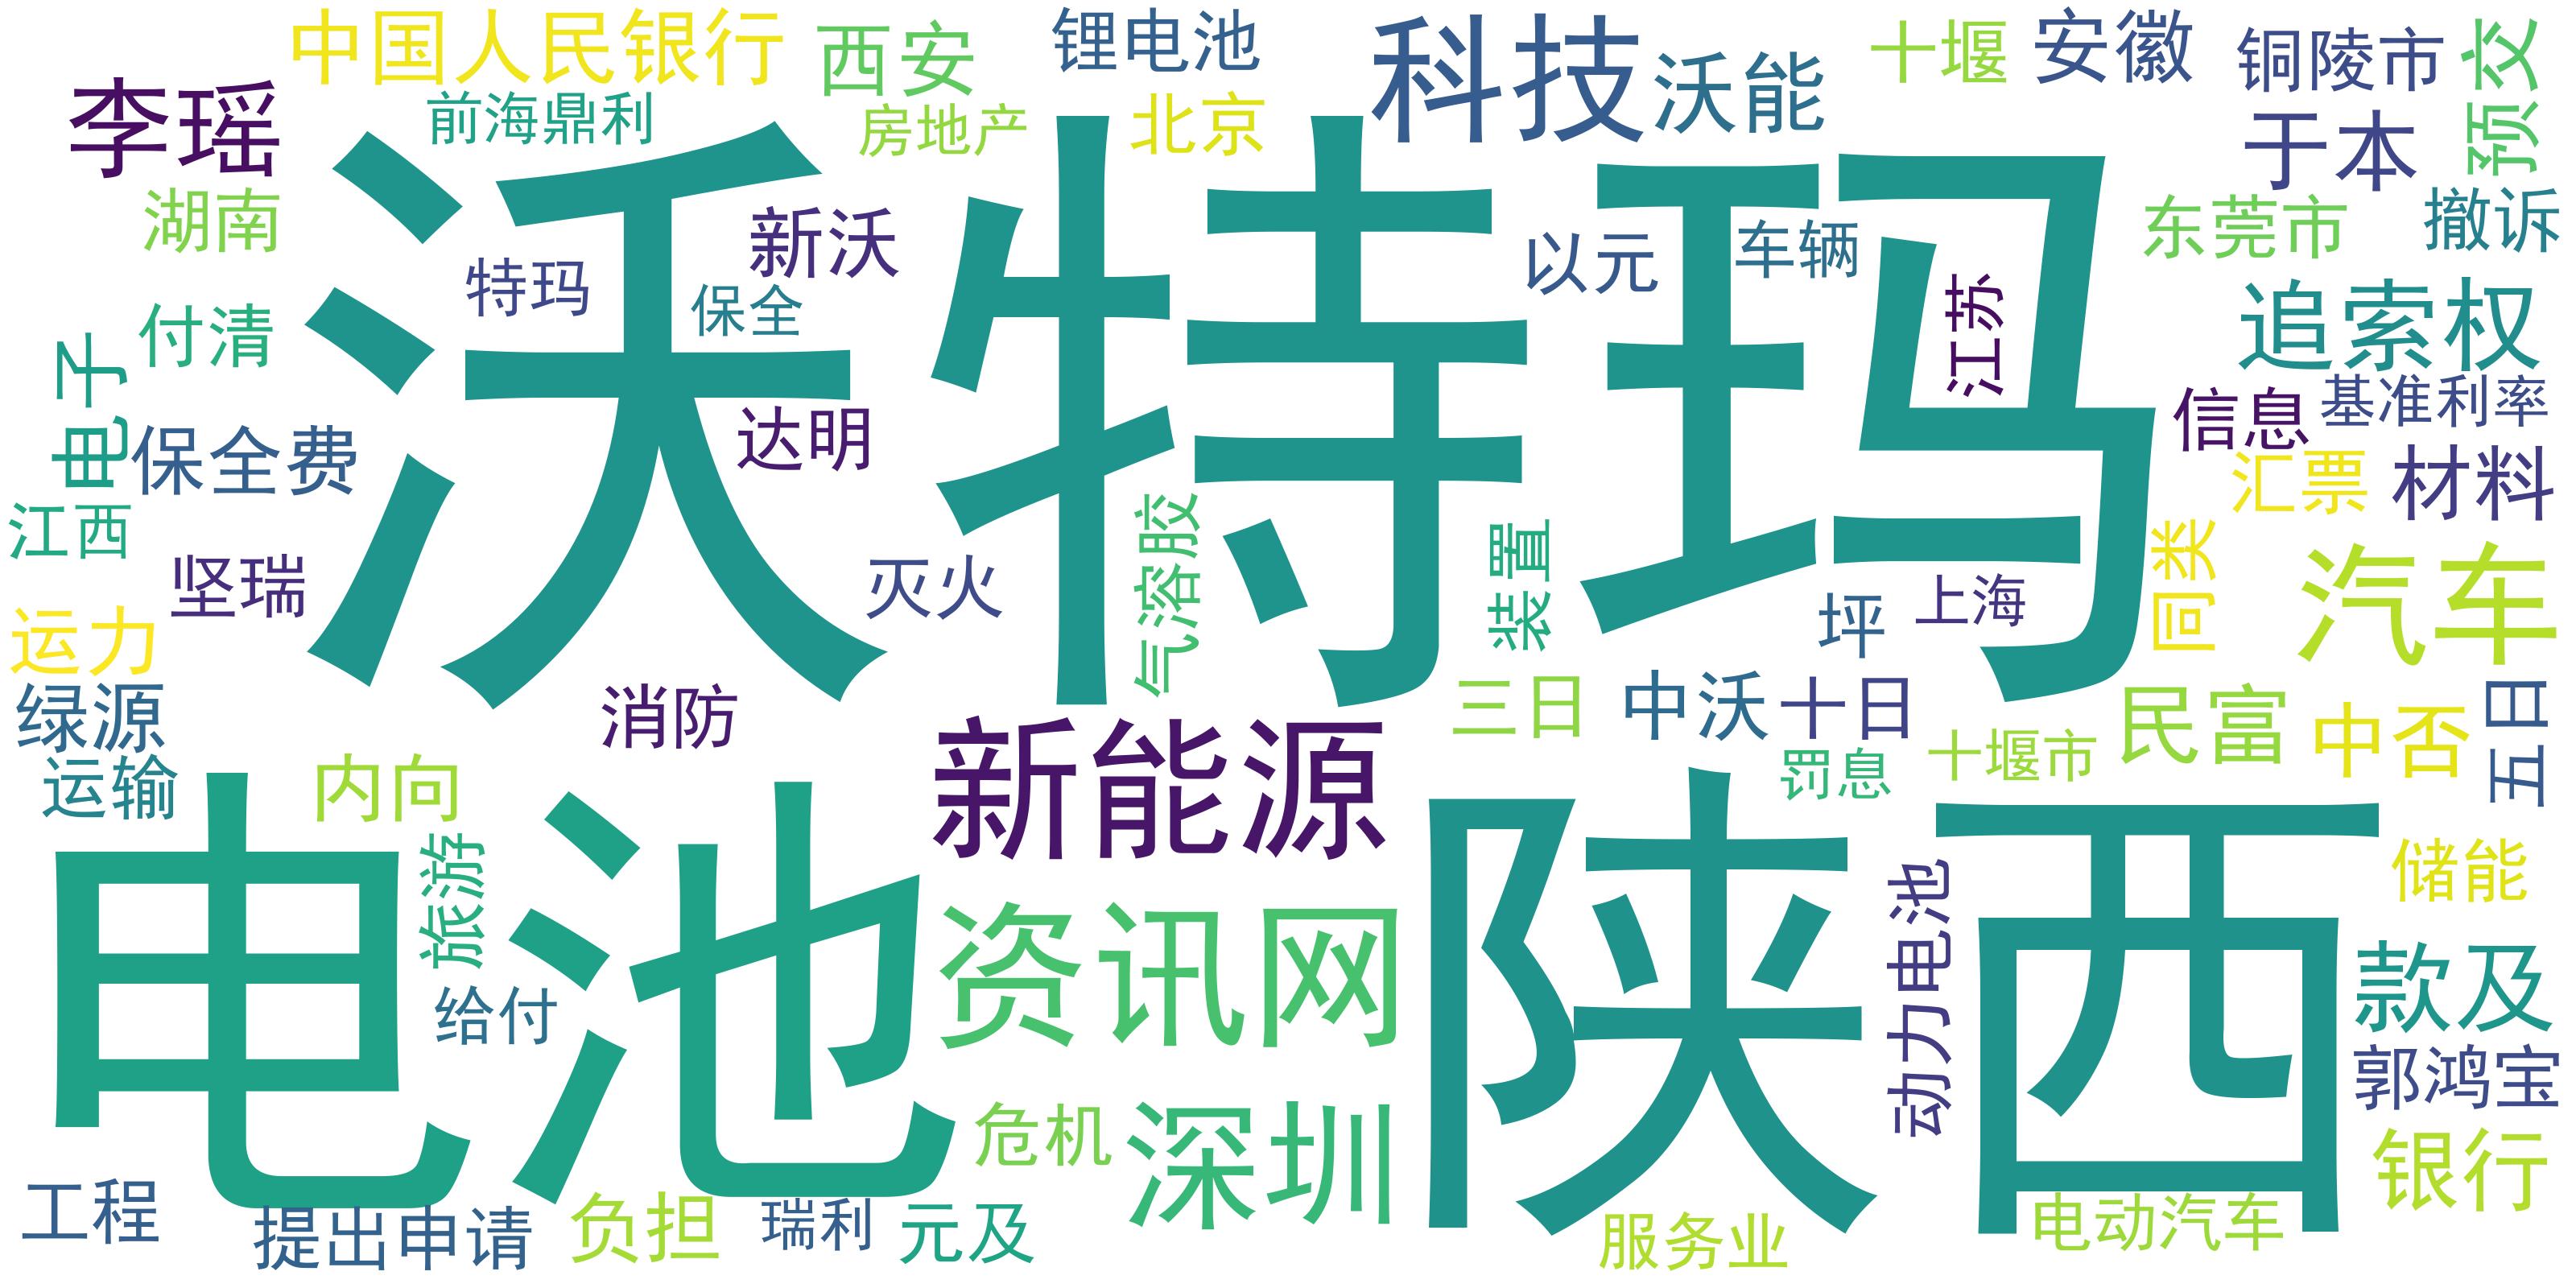 中国人民银行
西安
锂电池
科技
沃能
十堰
安徽
铜陵市
预交
李瑶
前海鼎利
房地产
北京
于本
沃特玛
湖南
特玛
新沃
保全
以元
车辆
江苏
东莞市
撤诉
付清
追索权
电子
保全费
达明
信息
基准利率
汇票
材料
江西
坚瑞
灭火
气溶胶
装置
坪
上海
同类
汽车
运力
绿源
消防
三日
中沃
十日
民富
中否
五日
运输
内向
新能源
罚息
十堰市
电池
旅游
陕西
动力电池
储能
资讯网
给付
款及
郭鸿宝
危机
深圳
银行
工程
提出申请
负担
瑞利
元及
服务业
电动汽车